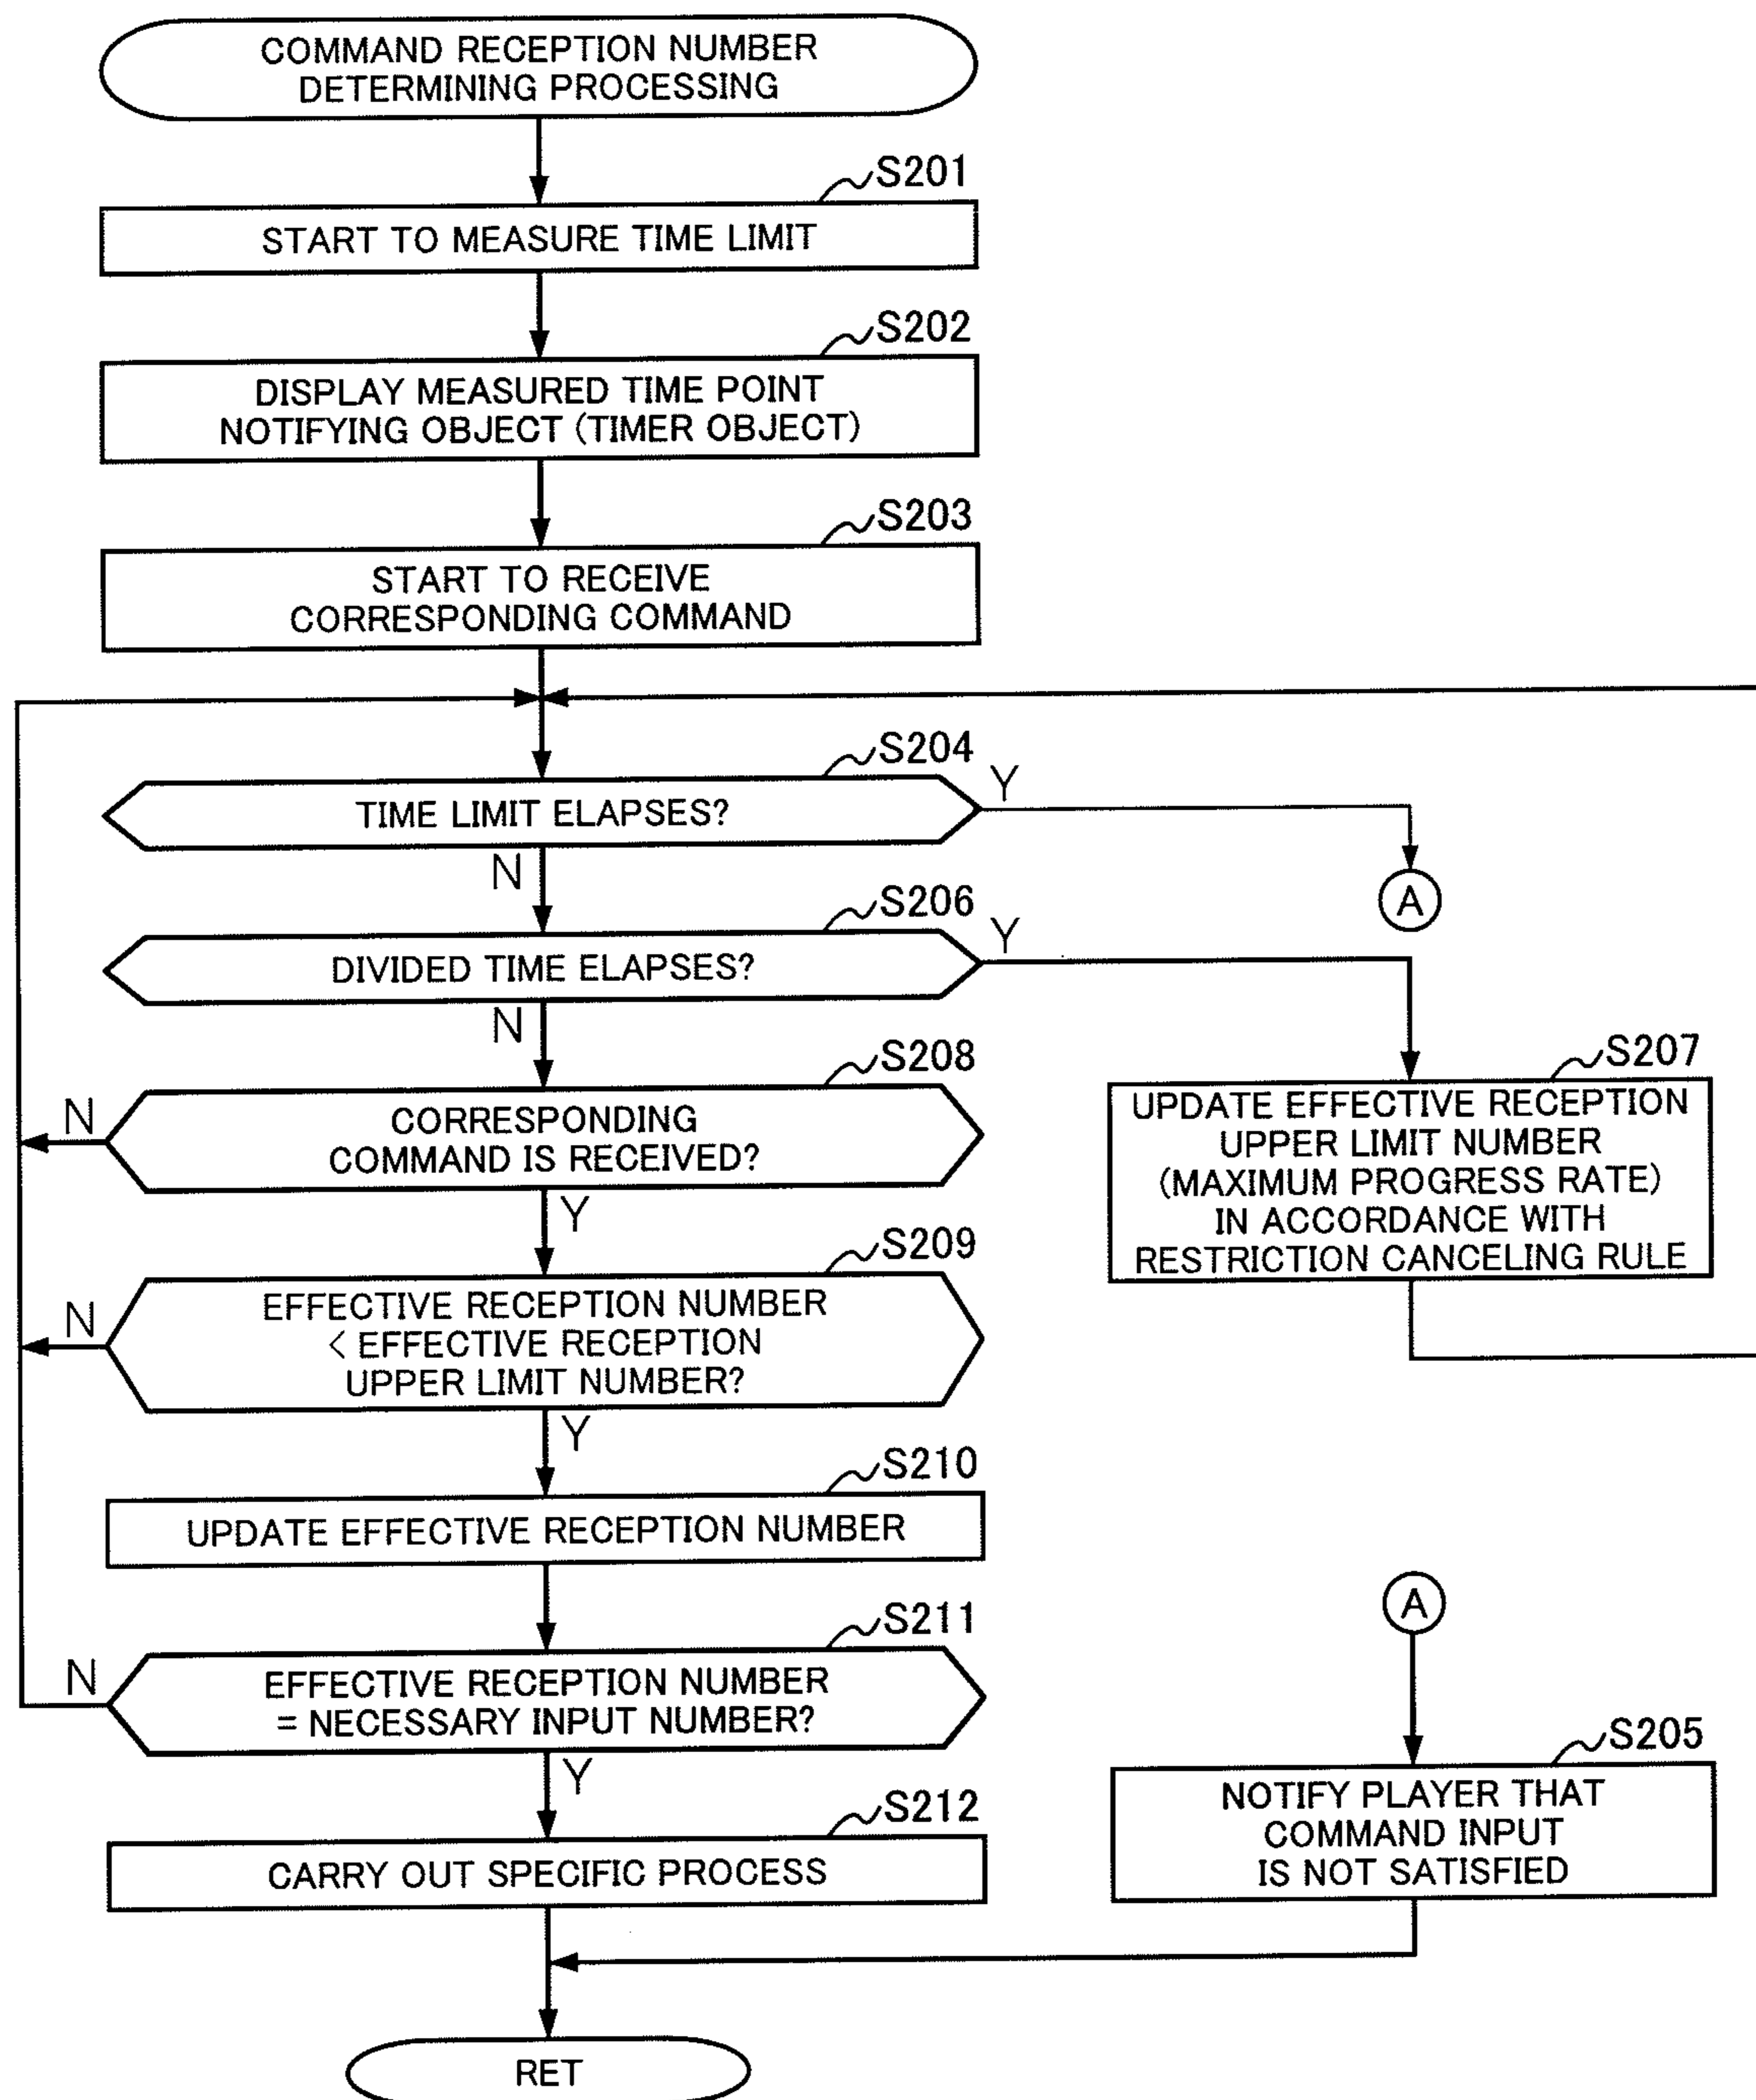 COMMAND RECEPTION NUMBER
DETERMINING PROCESSING
S201
START TO MEASURE TIME LIMIT
S202
DISPLAY MEASURED TIME POINT
NOTIFYING OBJECT (TIMER OBJECT)
S203
START TO RECEIVE
CORRESPONDING COMMAND
S204
TIME LIMIT ELAPSES?
Y
N
A
S206
DIVIDED TIME ELAPSES?
Y
N
S207
UPDATE EFFECTIVE RECEPTION
UPPER LIMIT NUMBER
(MAXIMUM PROGRESS RATE)
IN ACCORDANCE WITH
RESTRICTION CANCELING RULE
S208
CORRESPONDING
COMMAND IS RECEIVED?
N
Y
S209
EFFECTIVE RECEPTION NUMBER
< EFFECTIVE RECEPTION
UPPER LIMIT NUMBER?
N
Y
S210
UPDATE EFFECTIVE RECEPTION NUMBER
S211
EFFECTIVE RECEPTION NUMBER
= NECESSARY INPUT NUMBER?
N
Y
S212
CARRY OUT SPECIFIC PROCESS
A
S205
NOTIFY PLAYER THAT
COMMAND INPUT
IS NOT SATISFIED
RET